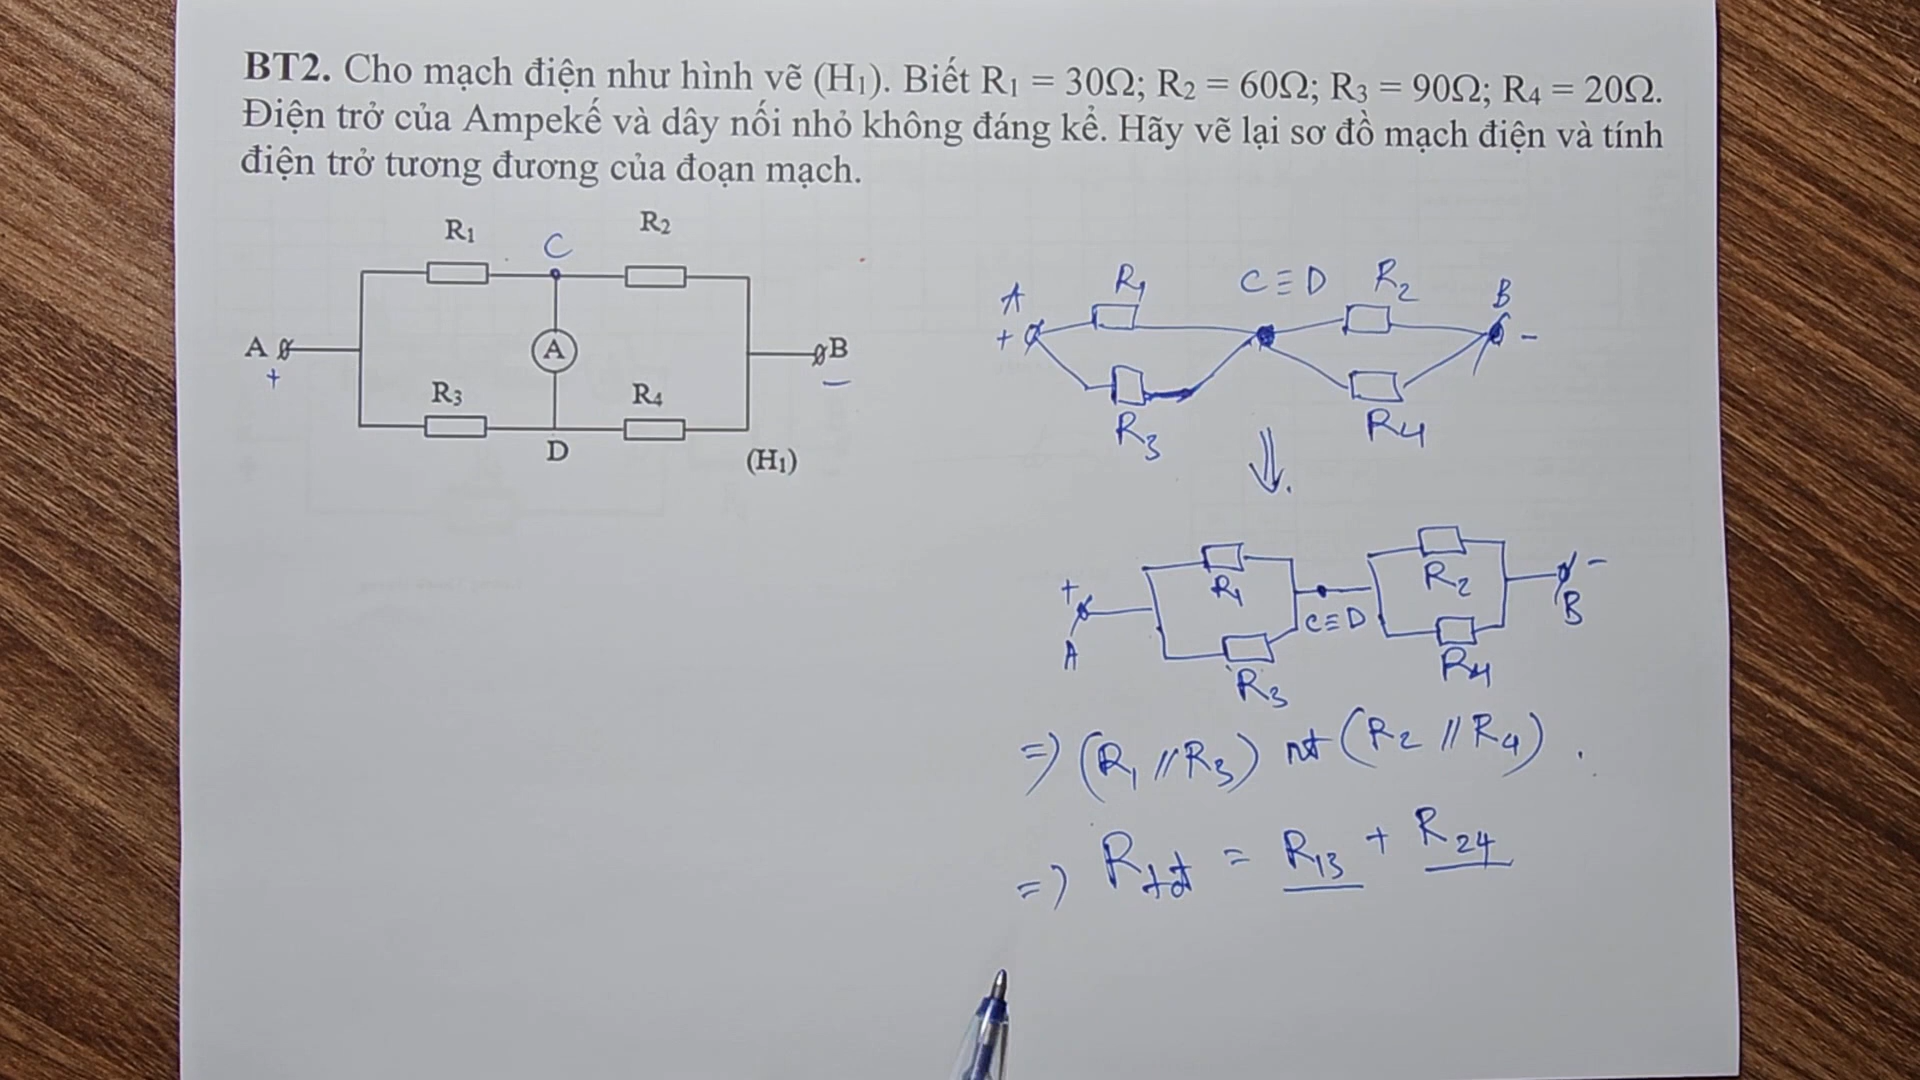 BT2. Cho mạch điện như hình vẽ (H₁). Biết R₁ = 30Ω; R₂ = 60Ω; R₃ = 90Ω; R₄ = 20Ω.
Điện trở của Ampekế và dây nối nhỏ không đáng kể. Hãy vẽ lại sơ đồ mạch điện và tính
điện trở tương đương của đoạn mạch.
R₁ C R₂
A + A B −
R₃ D R₄
(H₁)
A + R₁ C ≡ D R₂ B −
R₃ R₄
⇓.
+ A R₁ C ≡ D R₂ − B
R₃ R₄
=> (R₁ // R₃) nt (R₂ // R₄).
=> Rtđ = R₁₃ + R₂₄